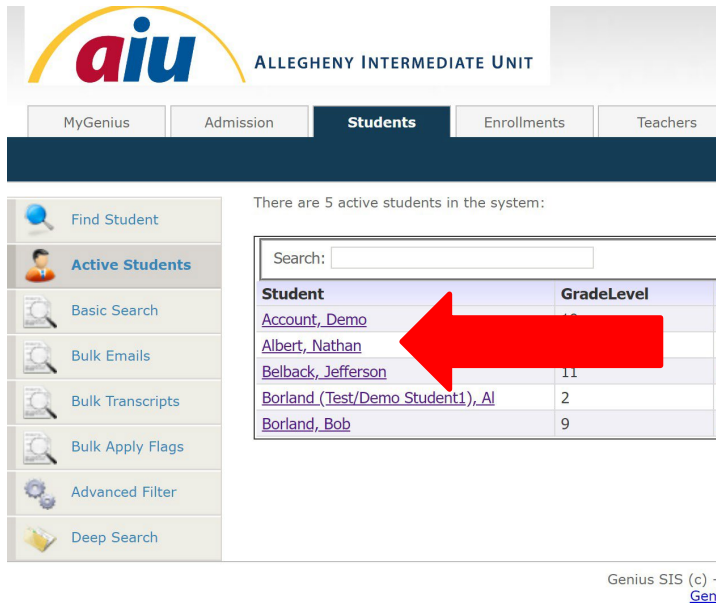 aiu
ALLEGHENY INTERMEDIATE UNIT
MyGenius Admission Students Enrollments Teachers
There are 5 active students in the system:
Find Student
Active Students
Basic Search
Bulk Emails
Bulk Transcripts
Bulk Apply Flags
Advanced Filter
Deep Search
Search:
Student GradeLevel
Account, Demo
Albert, Nathan
Belback, Jefferson 11
Borland (Test/Demo Student1), Al 2
Borland, Bob 9
Genius SIS (c) -
Gen